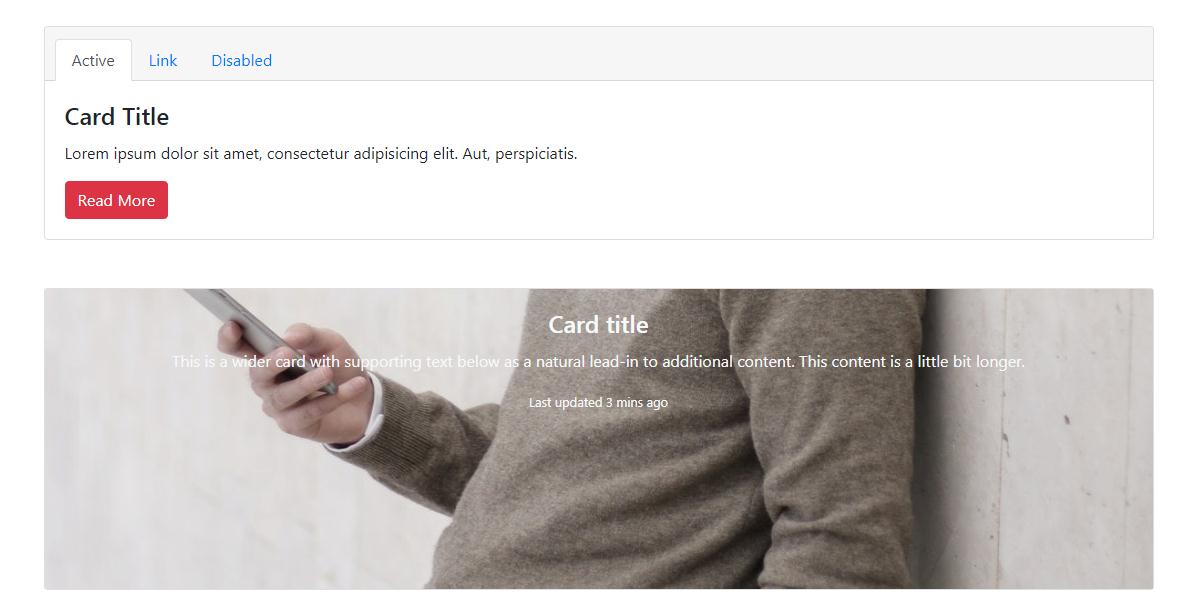 Active Link Disabled
Card Title
Lorem ipsum dolor sit amet, consectetur adipisicing elit. Aut, perspiciatis.
Read More
Card title
This is a wider card with supporting text below as a natural lead-in to additional content. This content is a little bit longer.
Last updated 3 mins ago